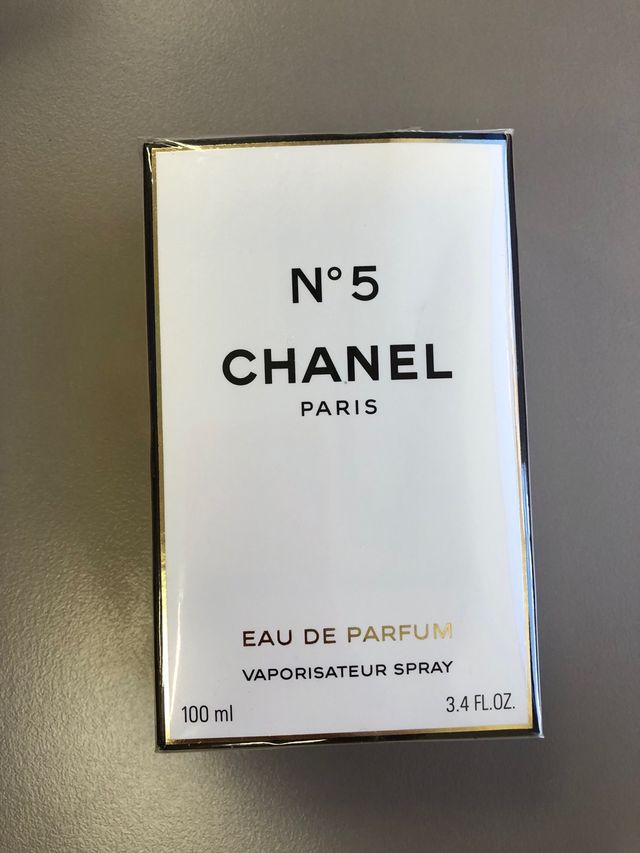 N° 5
CHANEL
PARIS
EAU DE PARFUM
VAPORISATEUR SPRAY
100 ml 3.4 FL.OZ.